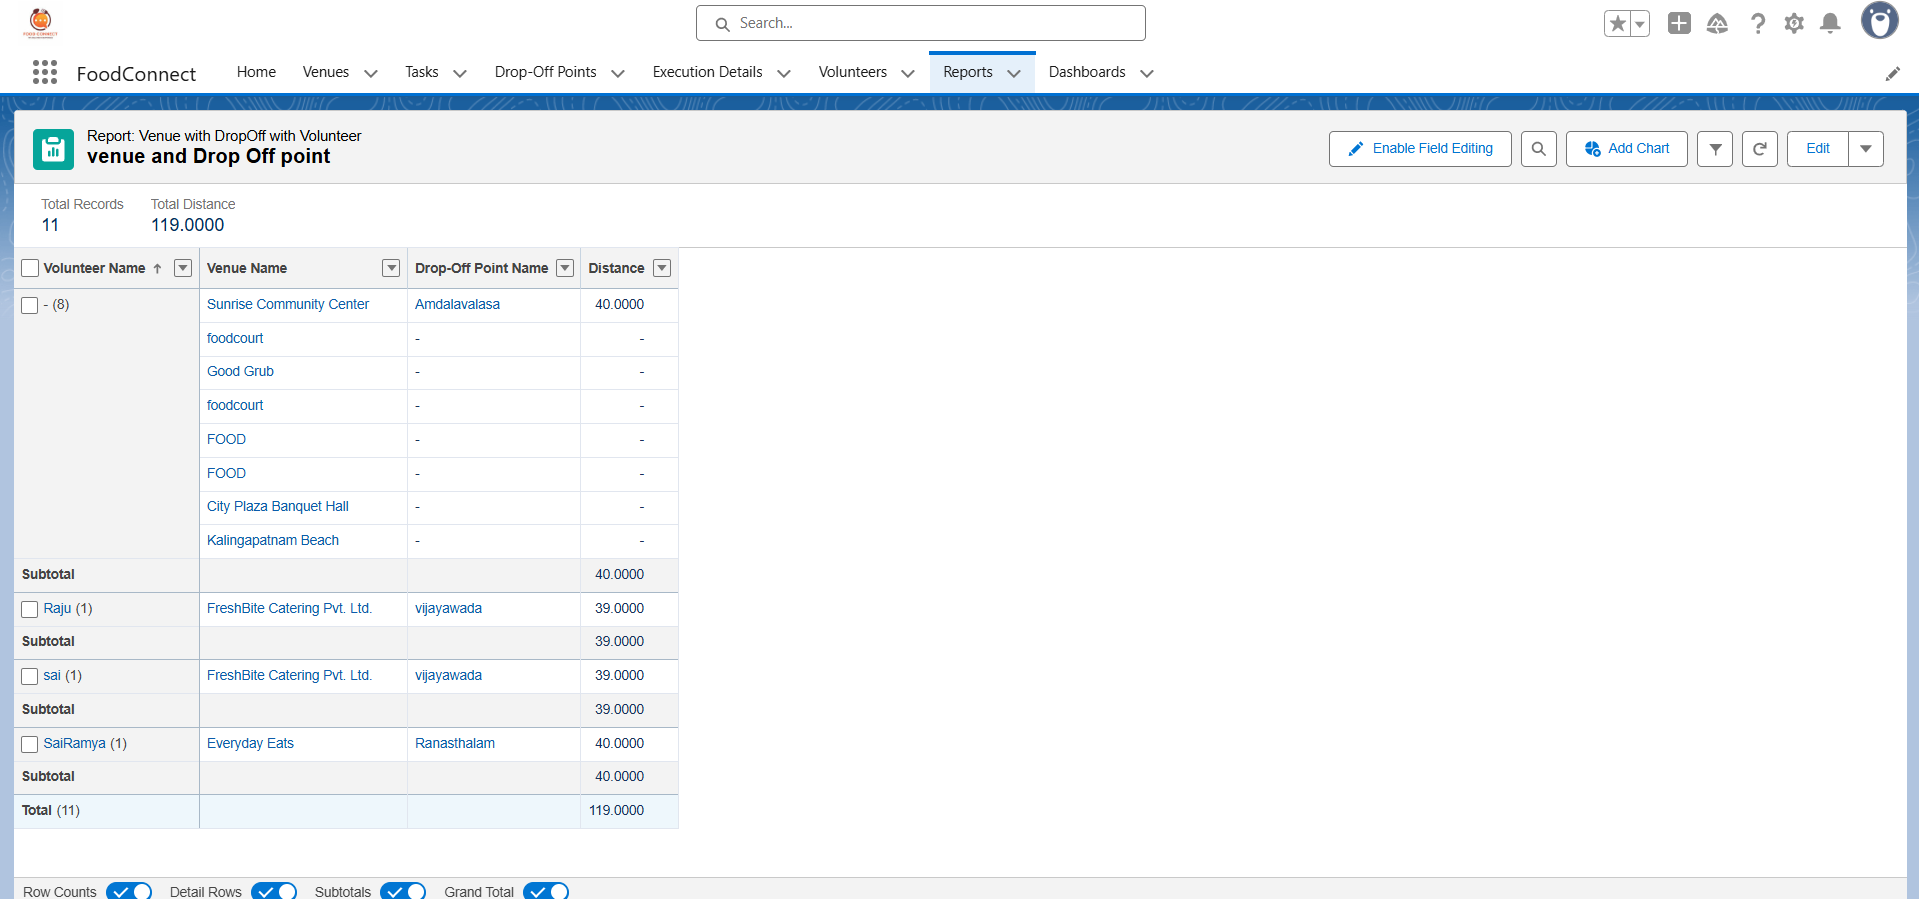 FOOD CONNECT
Search...
FoodConnect
Home
Venues
Tasks
Drop-Off Points
Execution Details
Volunteers
Reports
Dashboards
Report: Venue with DropOff with Volunteer
venue and Drop Off point
Enable Field Editing
Add Chart
Edit
Total Records
11
Total Distance
119.0000
Volunteer Name ↑ Venue Name Drop-Off Point Name Distance
- (8) Sunrise Community Center Amdalavalasa 40.0000
foodcourt - -
Good Grub - -
foodcourt - -
FOOD - -
FOOD - -
City Plaza Banquet Hall - -
Kalingapatnam Beach - -
Subtotal 40.0000
Raju (1) FreshBite Catering Pvt. Ltd. vijayawada 39.0000
Subtotal 39.0000
sai (1) FreshBite Catering Pvt. Ltd. vijayawada 39.0000
Subtotal 39.0000
SaiRamya (1) Everyday Eats Ranasthalam 40.0000
Subtotal 40.0000
Total (11) 119.0000
Row Counts
Detail Rows
Subtotals
Grand Total